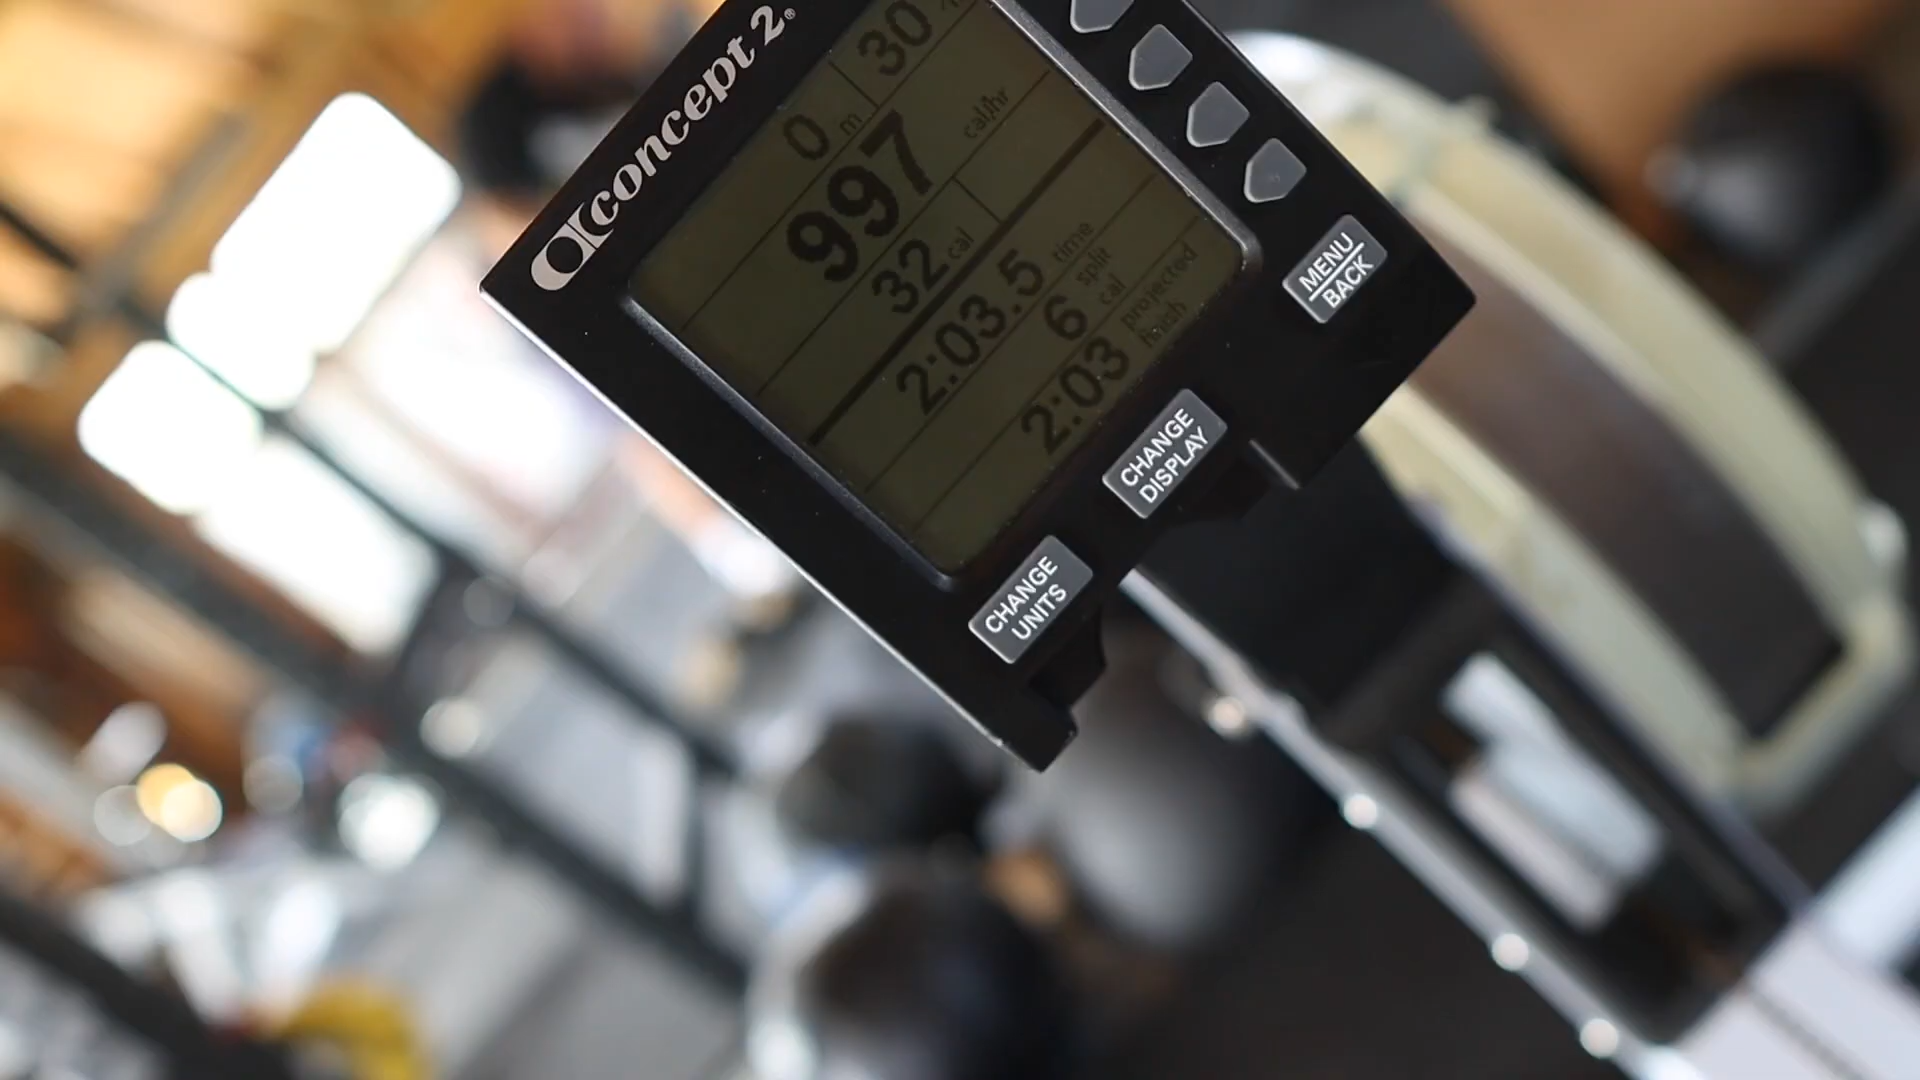 concept 2®
30
0 m
997 cal/hr
32 cal
2:03.5 time
6 split cal
2:03 projected finish
MENU
BACK
CHANGE
DISPLAY
CHANGE
UNITS